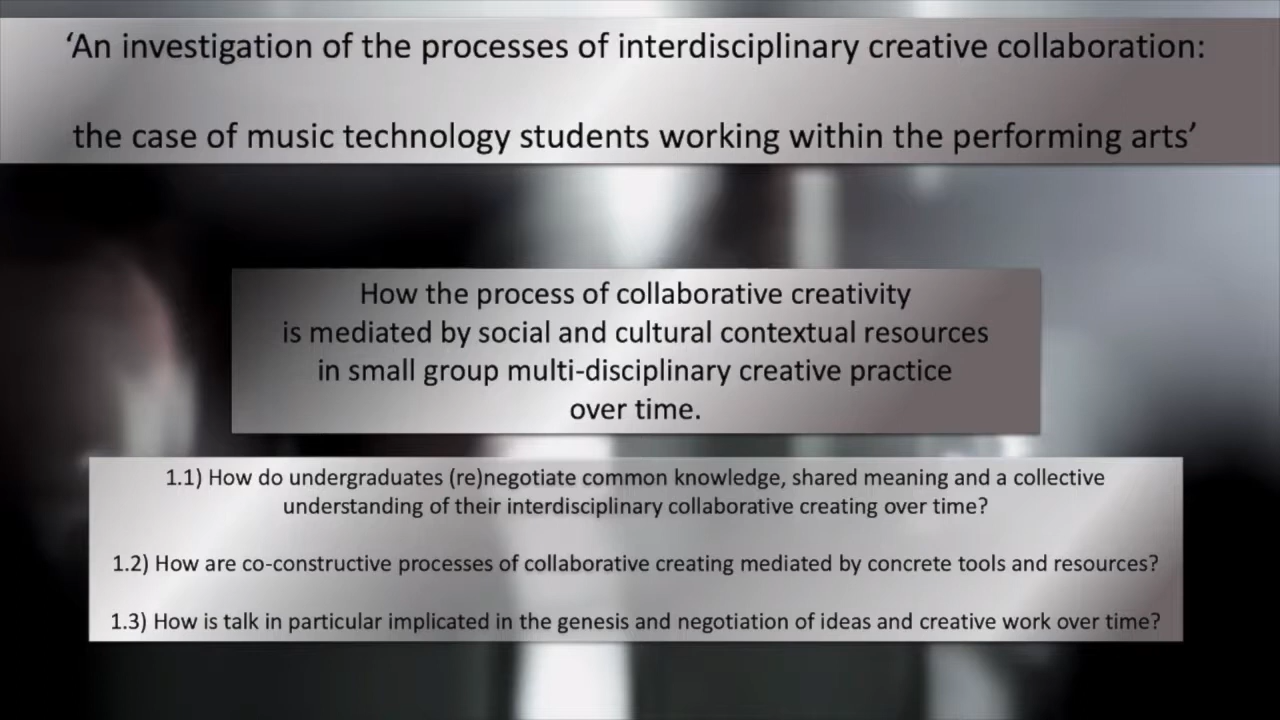 ‘An investigation of the processes of interdisciplinary creative collaboration:
the case of music technology students working within the performing arts’
How the process of collaborative creativity
is mediated by social and cultural contextual resources
in small group multi-disciplinary creative practice
over time.
1.1) How do undergraduates (re)negotiate common knowledge, shared meaning and a collective
understanding of their interdisciplinary collaborative creating over time?
1.2) How are co-constructive processes of collaborative creating mediated by concrete tools and resources?
1.3) How is talk in particular implicated in the genesis and negotiation of ideas and creative work over time?